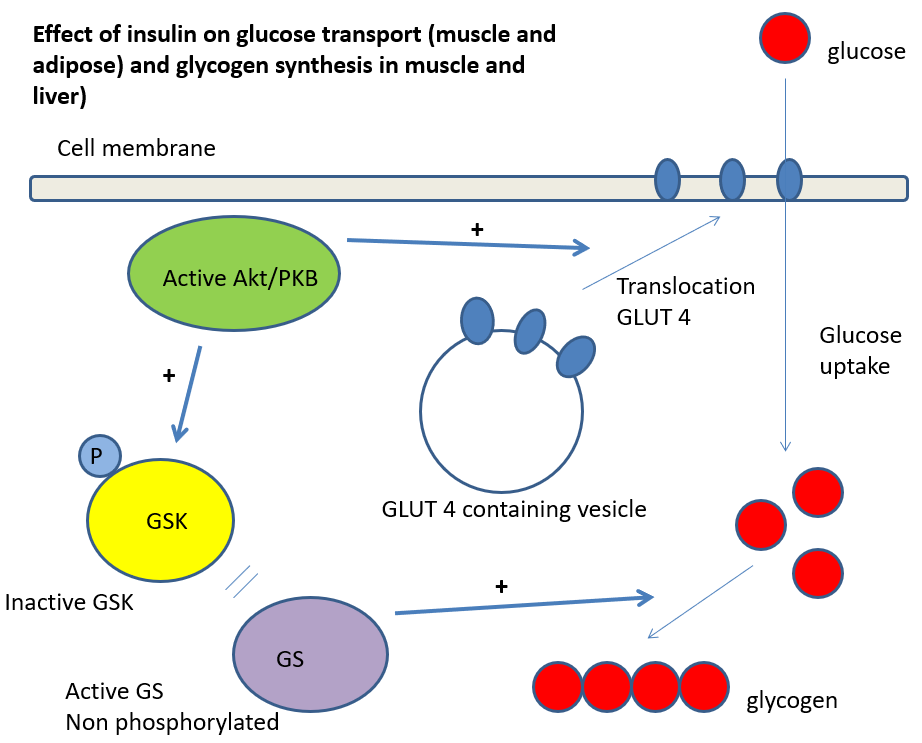 Effect of insulin on glucose transport (muscle and
adipose) and glycogen synthesis in muscle and
liver)
glucose
Cell membrane
+
Active Akt/PKB
Translocation
GLUT 4
Glucose
uptake
+
P
GSK
GLUT 4 containing vesicle
Inactive GSK
+
GS
Active GS
Non phosphorylated
glycogen